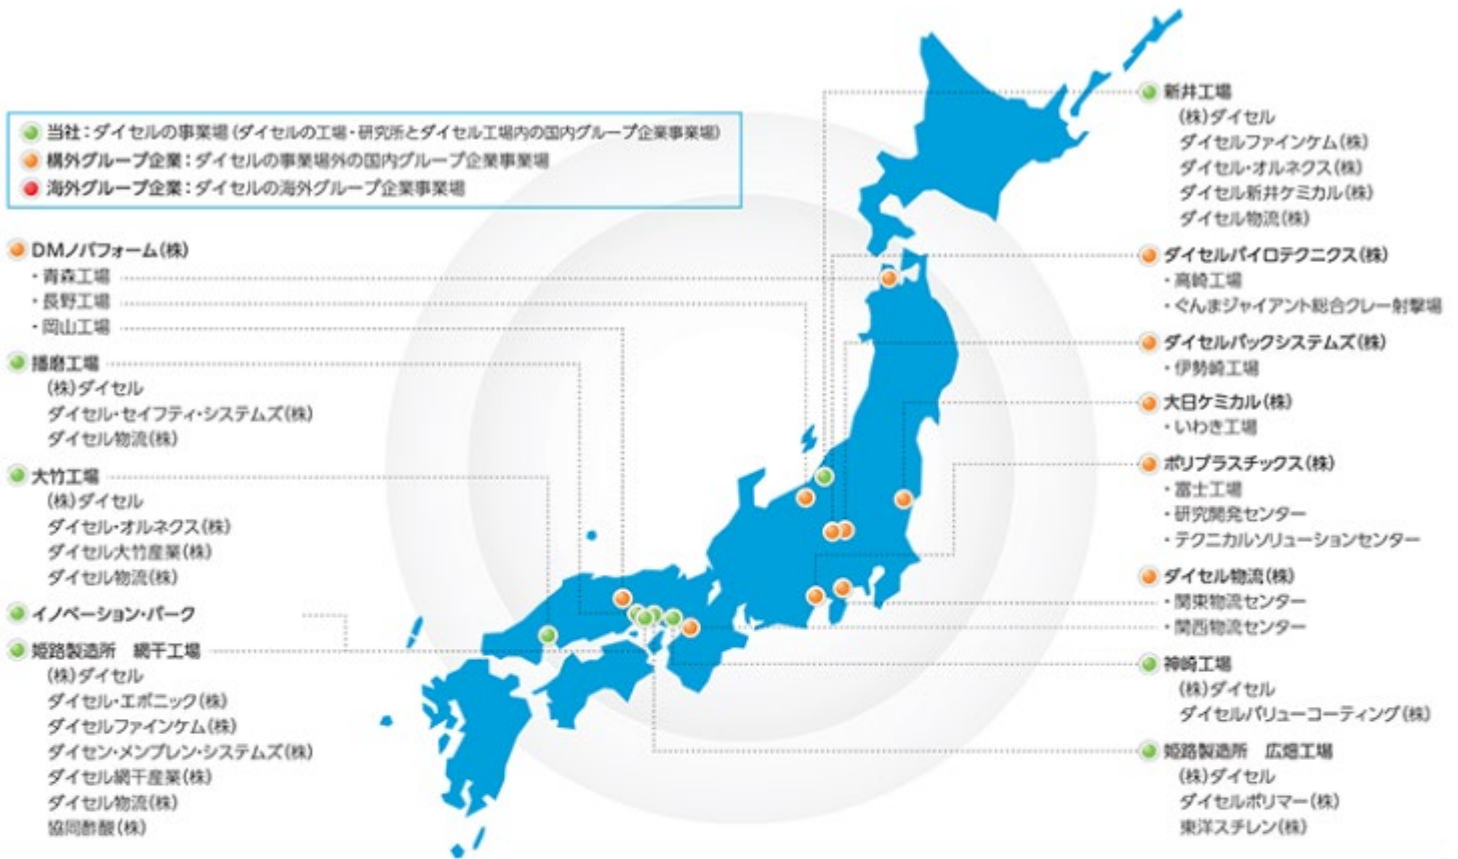 当社：ダイセルの事業場（ダイセルの工場・研究所とダイセル工場内の国内グループ企業事業場）
構外グループ企業：ダイセルの事業場外の国内グループ企業事業場
海外グループ企業：ダイセルの海外グループ企業事業場
DMノバフォーム（株）
・青森工場
・長野工場
・岡山工場
播磨工場
（株）ダイセル
ダイセル・セイフティ・システムズ（株）
ダイセル物流（株）
大竹工場
（株）ダイセル
ダイセル・オルネクス（株）
ダイセル大竹産業（株）
ダイセル物流（株）
イノベーション・パーク
姫路製造所　網干工場
（株）ダイセル
ダイセル・エボニック（株）
ダイセルファインケム（株）
ダイセン・メンブレン・システムズ（株）
ダイセル網干産業（株）
ダイセル物流（株）
協同酢酸（株）
新井工場
（株）ダイセル
ダイセルファインケム（株）
ダイセル・オルネクス（株）
ダイセル新井ケミカル（株）
ダイセル物流（株）
ダイセルパイロテクニクス（株）
・高崎工場
・ぐんまジャイアント総合クレー射撃場
ダイセルパックシステムズ（株）
・伊勢崎工場
大日ケミカル（株）
・いわき工場
ポリプラスチックス（株）
・富士工場
・研究開発センター
・テクニカルソリューションセンター
ダイセル物流（株）
・関東物流センター
・関西物流センター
神崎工場
（株）ダイセル
ダイセルバリューコーティング（株）
姫路製造所　広畑工場
（株）ダイセル
ダイセルポリマー（株）
東洋スチレン（株）